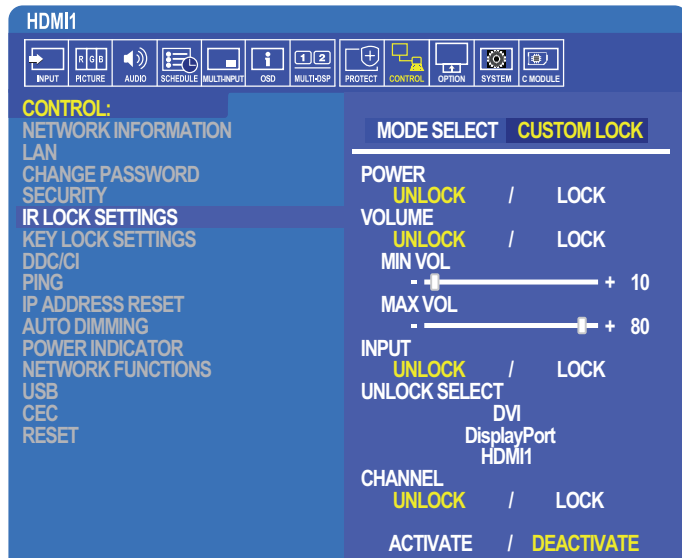 HDMI1
INPUT
RGB
PICTURE
AUDIO
SCHEDULE
MULTI-INPUT
OSD
1 2
MULTI-DSP
PROTECT
CONTROL
OPTION
SYSTEM
C MODULE
CONTROL:
NETWORK INFORMATION
LAN
CHANGE PASSWORD
SECURITY
IR LOCK SETTINGS
KEY LOCK SETTINGS
DDC/CI
PING
IP ADDRESS RESET
AUTO DIMMING
POWER INDICATOR
NETWORK FUNCTIONS
USB
CEC
RESET
MODE SELECT CUSTOM LOCK
POWER
UNLOCK / LOCK
VOLUME
UNLOCK / LOCK
MIN VOL
- + 10
MAX VOL
- + 80
INPUT
UNLOCK / LOCK
UNLOCK SELECT
DVI
DisplayPort
HDMI1
CHANNEL
UNLOCK / LOCK
ACTIVATE / DEACTIVATE